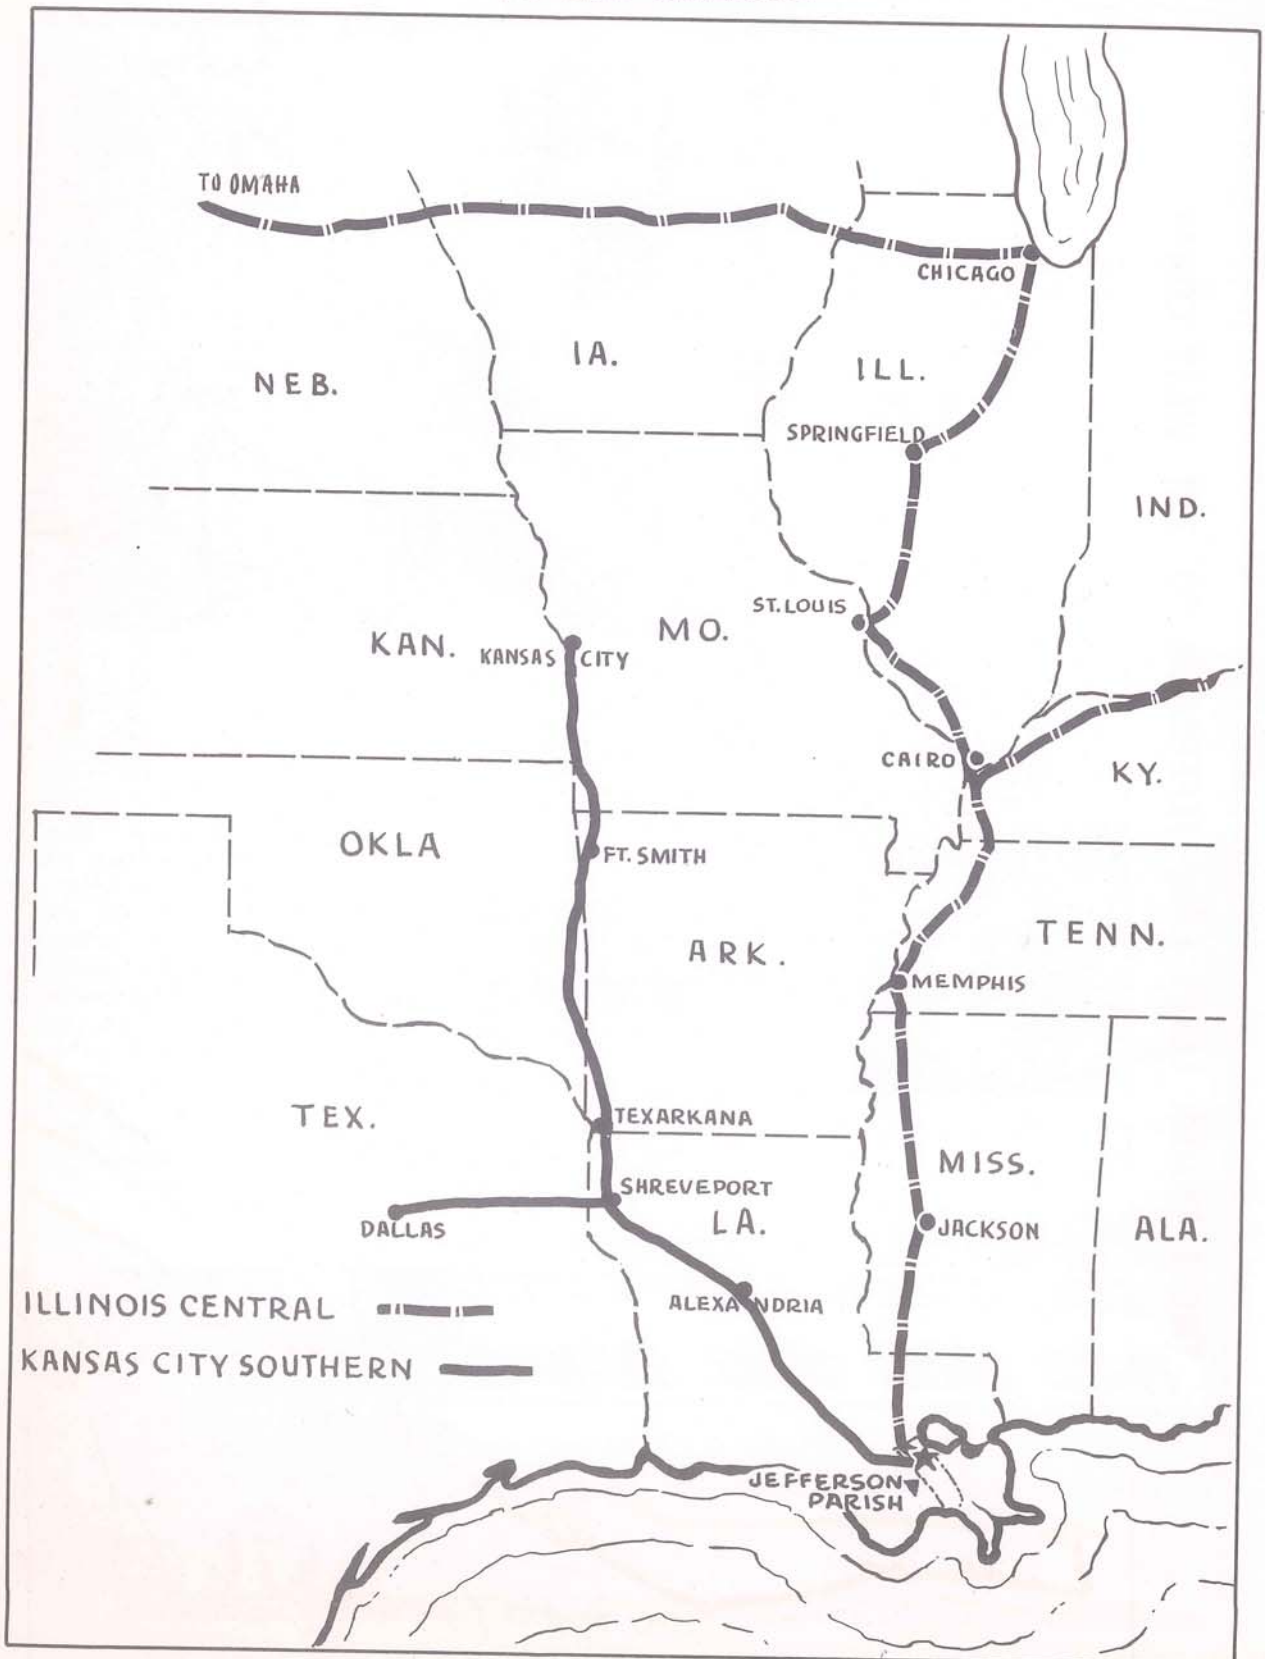 TO OMAHA
CHICAGO
IA.
ILL.
NEB.
SPRINGFIELD
IND.
ST. LOUIS
MO.
KAN.
KANSAS CITY
CAIRO
KY.
OKLA
FT. SMITH
TENN.
ARK.
MEMPHIS
TEX.
TEXARKANA
MISS.
SHREVEPORT
LA.
DALLAS
JACKSON
ALA.
ALEXANDRIA
ILLINOIS CENTRAL
KANSAS CITY SOUTHERN
JEFFERSON
PARISH